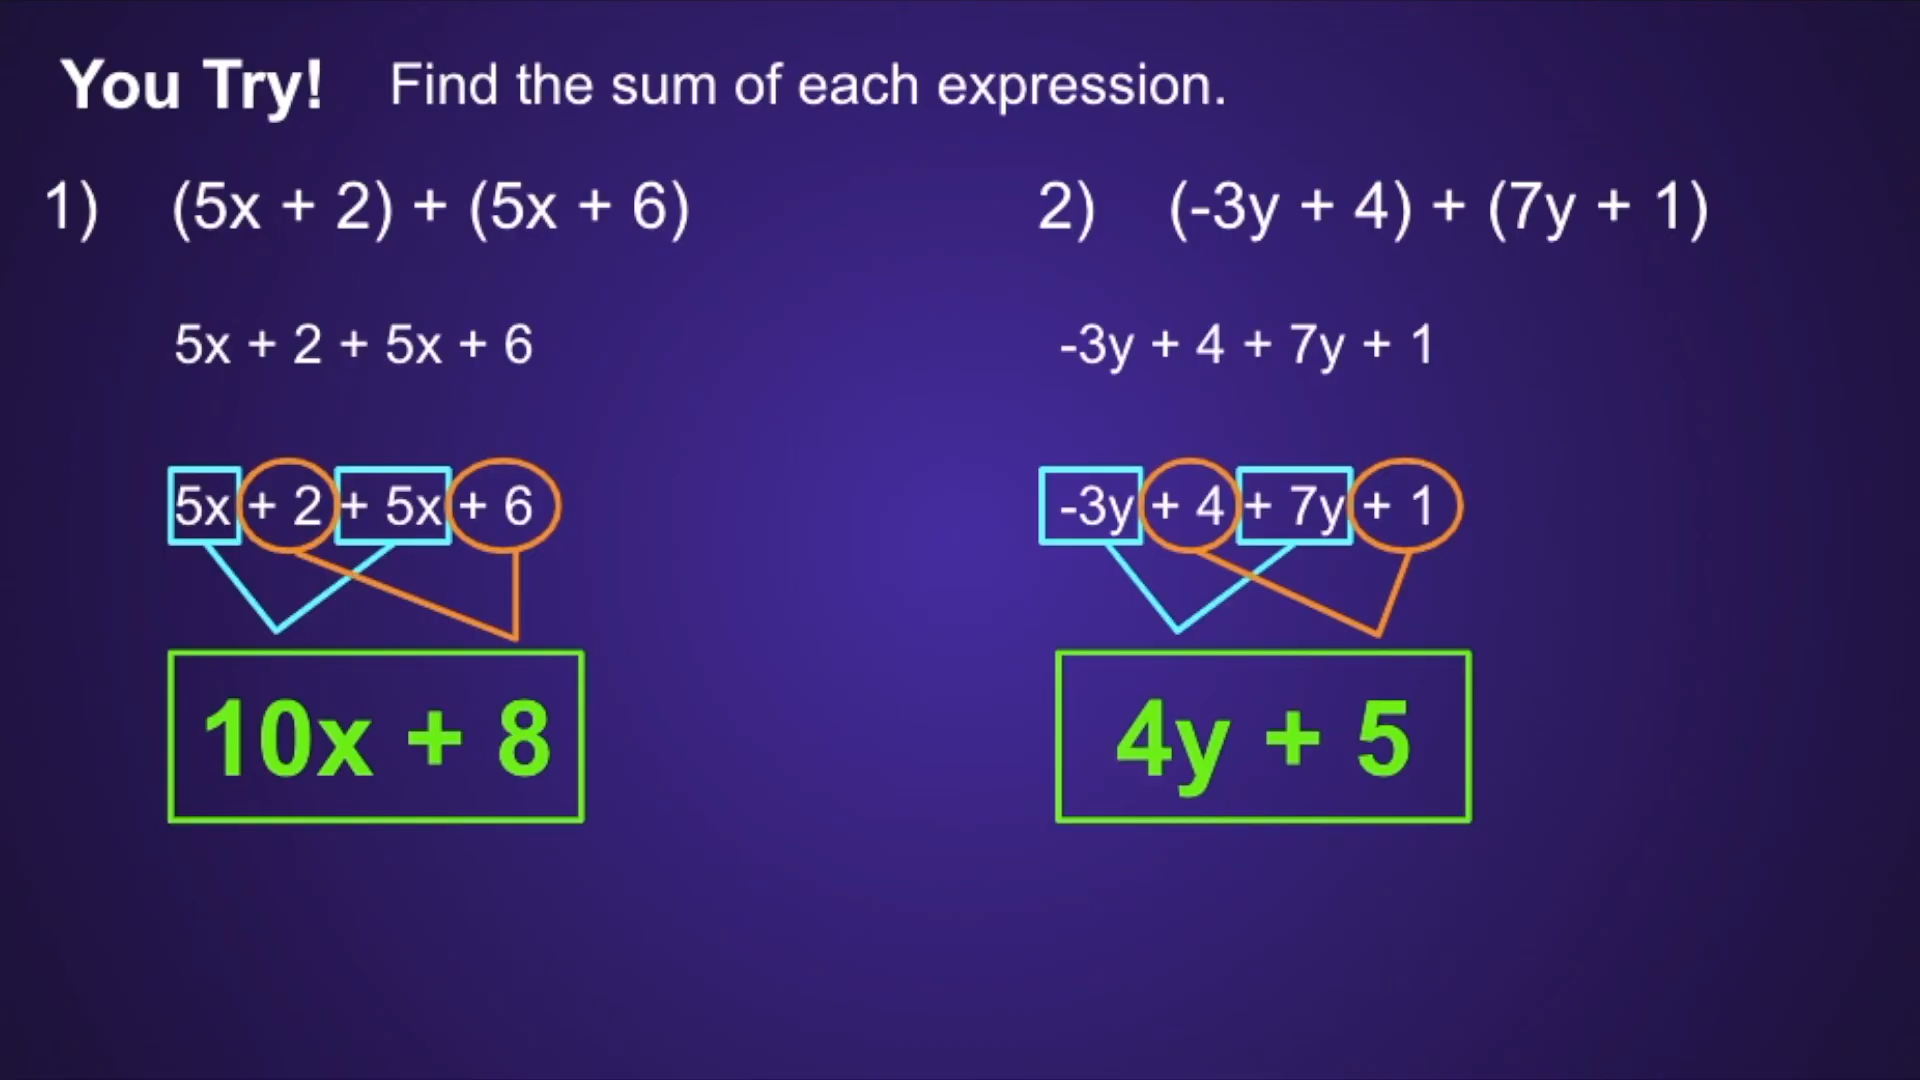 You Try! Find the sum of each expression.
1) (5x + 2) + (5x + 6)
5x + 2 + 5x + 6
5x + 2 + 5x + 6
10x + 8
2) (-3y + 4) + (7y + 1)
-3y + 4 + 7y + 1
-3y + 4 + 7y + 1
4y + 5